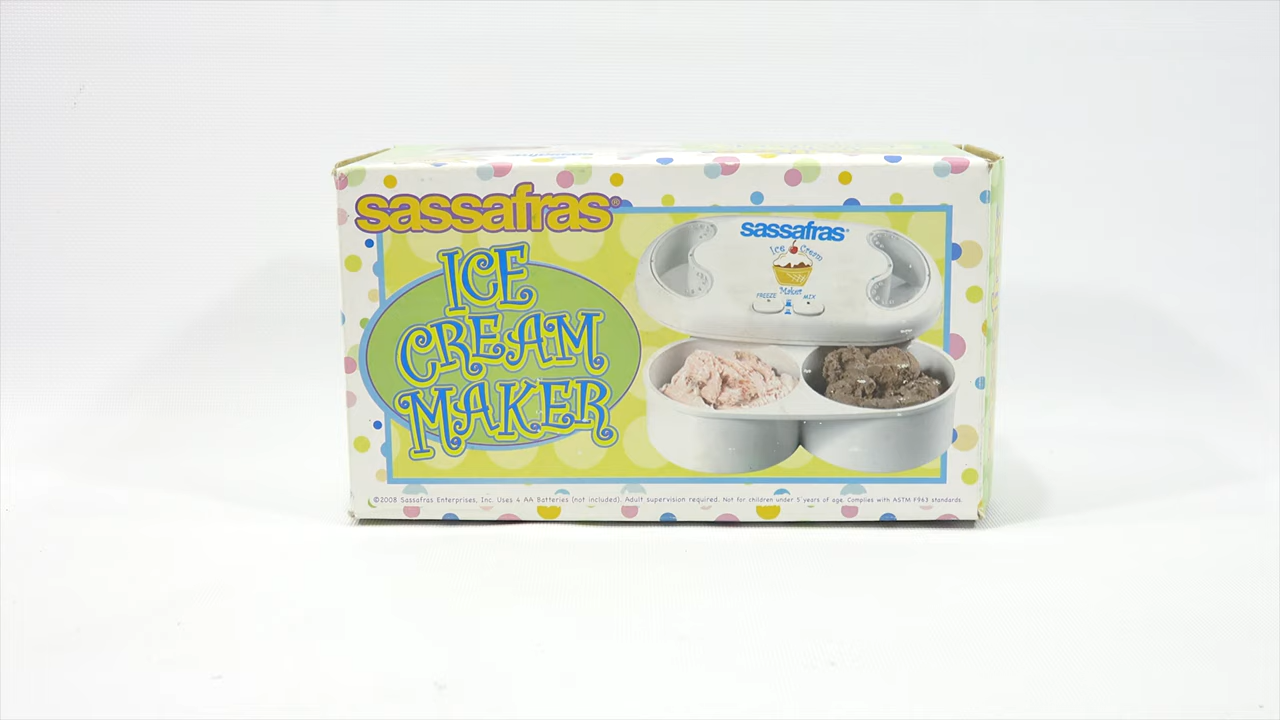 sassafras®
ICE
CREAM
MAKER
sassafras®
Ice Cream
Maker
FREEZE MIX
©2008 Sassafras Enterprises, Inc. Uses 4 AA Batteries (not included). Adult supervision required. Not for children under 5 years of age. Complies with ASTM F963 standards.